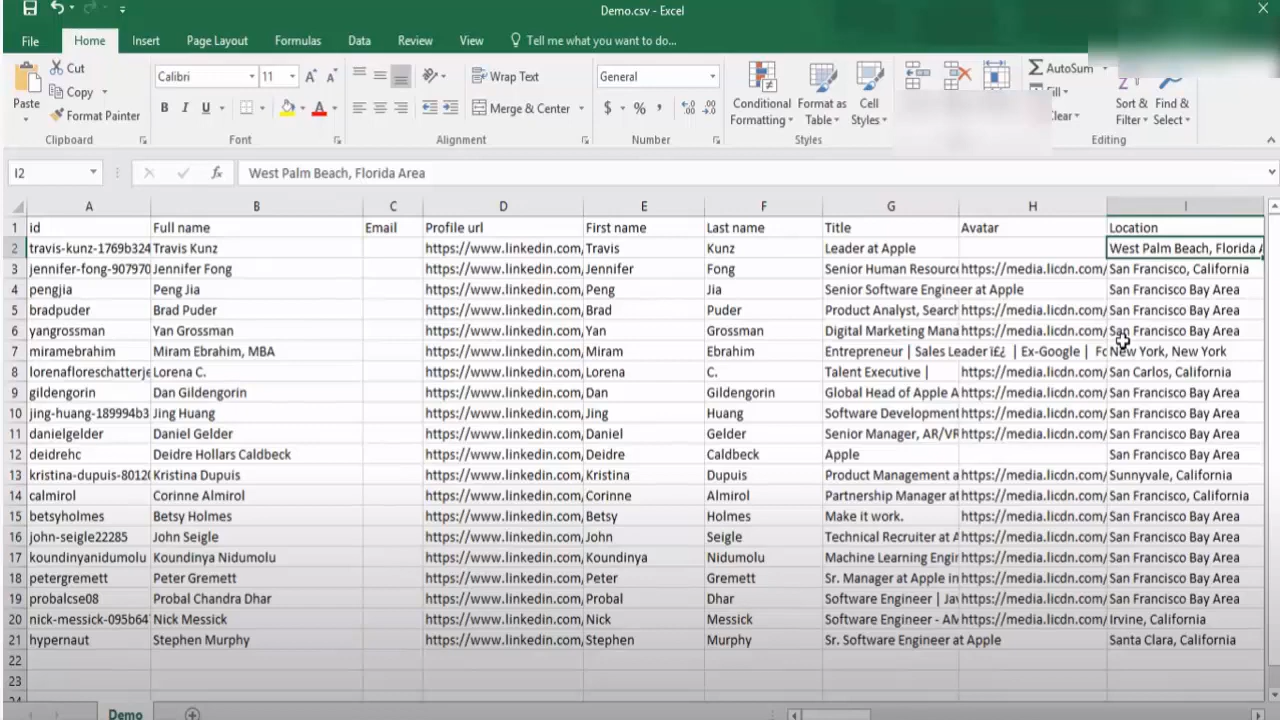 Demo.csv - Excel
File Home Insert Page Layout Formulas Data Review View Tell me what you want to do...
Cut
Copy
Format Painter
Paste
Calibri 11
B I U
Wrap Text
Merge & Center
General
$ % ,
Conditional Formatting
Format as Table
Cell Styles
AutoSum
Sort & Filter
Find & Select
Clipboard Font Alignment Number Styles Editing
I2 fx West Palm Beach, Florida Area
A B C D E F G H I
1 id Full name Email Profile url First name Last name Title Avatar Location
2 travis-kunz-1769b324 Travis Kunz https://www.linkedin.com, Travis Kunz Leader at Apple West Palm Beach, Florida A
3 jennifer-fong-907970 Jennifer Fong https://www.linkedin.com, Jennifer Fong Senior Human Resource https://media.licdn.com/ San Francisco, California
4 pengjia Peng Jia https://www.linkedin.com, Peng Jia Senior Software Engineer at Apple San Francisco Bay Area
5 bradpuder Brad Puder https://www.linkedin.com, Brad Puder Product Analyst, Search https://media.licdn.com/ San Francisco Bay Area
6 yangrossman Yan Grossman https://www.linkedin.com, Yan Grossman Digital Marketing Mana https://media.licdn.com/ San Francisco Bay Area
7 miramebrahim Miram Ebrahim, MBA https://www.linkedin.com, Miram Ebrahim Entrepreneur | Sales Leader | Ex-Google | Fo New York, New York
8 lorenafloreschatterje Lorena C. https://www.linkedin.com, Lorena C. Talent Executive | https://media.licdn.com/ San Carlos, California
9 gildengorin Dan Gildengorin https://www.linkedin.com, Dan Gildengorin Global Head of Apple A https://media.licdn.com/ San Francisco Bay Area
10 jing-huang-189994b3 Jing Huang https://www.linkedin.com, Jing Huang Software Development https://media.licdn.com/ San Francisco Bay Area
11 danielgelder Daniel Gelder https://www.linkedin.com, Daniel Gelder Senior Manager, AR/VR https://media.licdn.com/ San Francisco Bay Area
12 deidrehc Deidre Hollars Caldbeck https://www.linkedin.com, Deidre Caldbeck Apple San Francisco Bay Area
13 kristina-dupuis-8012 Kristina Dupuis https://www.linkedin.com, Kristina Dupuis Product Management a https://media.licdn.com/ Sunnyvale, California
14 calmirol Corinne Almirol https://www.linkedin.com, Corinne Almirol Partnership Manager at https://media.licdn.com/ San Francisco, California
15 betsyholmes Betsy Holmes https://www.linkedin.com, Betsy Holmes Make it work. https://media.licdn.com/ San Francisco Bay Area
16 john-seigle22285 John Seigle https://www.linkedin.com, John Seigle Technical Recruiter at A https://media.licdn.com/ San Francisco Bay Area
17 koundinyanidumolu Koundinya Nidumolu https://www.linkedin.com, Koundinya Nidumolu Machine Learning Engi https://media.licdn.com/ San Francisco Bay Area
18 petergremett Peter Gremett https://www.linkedin.com, Peter Gremett Sr. Manager at Apple in https://media.licdn.com/ San Francisco Bay Area
19 probalcse08 Probal Chandra Dhar https://www.linkedin.com, Probal Dhar Software Engineer | Jav https://media.licdn.com/ San Francisco Bay Area
20 nick-messick-095b64 Nick Messick https://www.linkedin.com, Nick Messick Software Engineer - AM https://media.licdn.com/ Irvine, California
21 hypernaut Stephen Murphy https://www.linkedin.com, Stephen Murphy Sr. Software Engineer at Apple Santa Clara, California
22
23
24
Demo